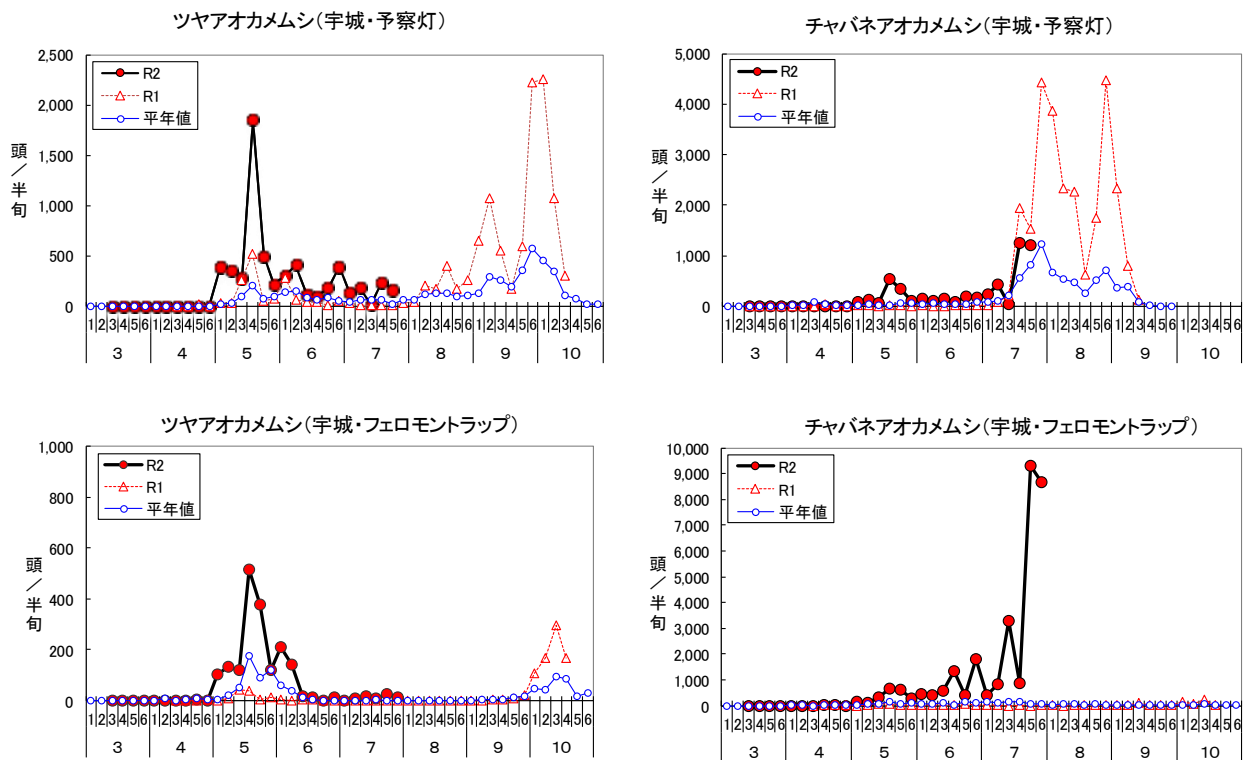 ツヤアオカメムシ(宇城・予察灯)
頭/半旬
2,500
2,000
1,500
1,000
500
0
R2
R1
平年値
1 2 3 4 5 6 1 2 3 4 5 6 1 2 3 4 5 6 1 2 3 4 5 6 1 2 3 4 5 6 1 2 3 4 5 6 1 2 3 4 5 6 1 2 3 4 5 6
3 4 5 6 7 8 9 10
チャバネアオカメムシ(宇城・予察灯)
頭/半旬
5,000
4,000
3,000
2,000
1,000
0
R2
R1
平年値
1 2 3 4 5 6 1 2 3 4 5 6 1 2 3 4 5 6 1 2 3 4 5 6 1 2 3 4 5 6 1 2 3 4 5 6 1 2 3 4 5 6 1 2 3 4 5 6
3 4 5 6 7 8 9 10
ツヤアオカメムシ(宇城・フェロモントラップ)
頭/半旬
1,000
800
600
400
200
0
R2
R1
平年値
1 2 3 4 5 6 1 2 3 4 5 6 1 2 3 4 5 6 1 2 3 4 5 6 1 2 3 4 5 6 1 2 3 4 5 6 1 2 3 4 5 6 1 2 3 4 5 6
3 4 5 6 7 8 9 10
チャバネアオカメムシ(宇城・フェロモントラップ)
頭/半旬
10,000
9,000
8,000
7,000
6,000
5,000
4,000
3,000
2,000
1,000
0
R2
R1
平年値
1 2 3 4 5 6 1 2 3 4 5 6 1 2 3 4 5 6 1 2 3 4 5 6 1 2 3 4 5 6 1 2 3 4 5 6 1 2 3 4 5 6 1 2 3 4 5 6
3 4 5 6 7 8 9 10